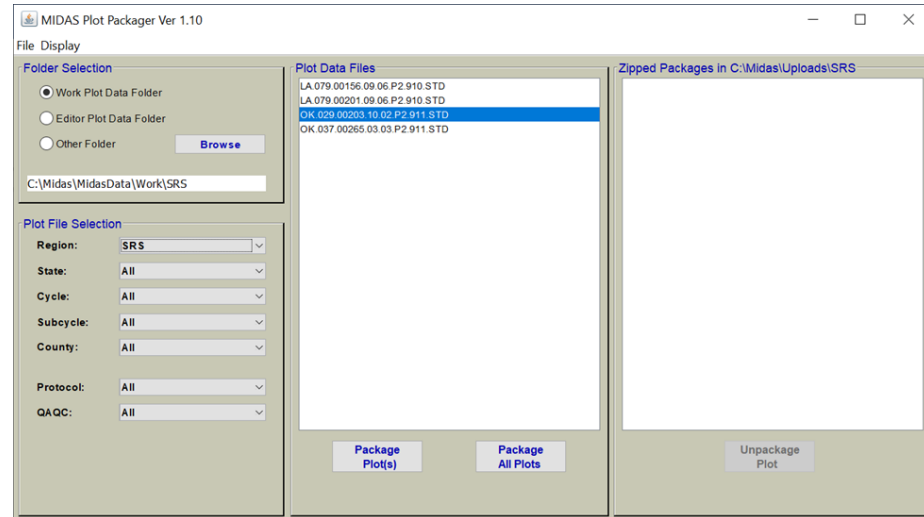 MIDAS Plot Packager Ver 1.10
File Display
Folder Selection
Work Plot Data Folder
Editor Plot Data Folder
Other Folder
Browse
C:\Midas\MidasData\Work\SRS
Plot File Selection
Region: SRS
State: All
Cycle: All
Subcycle: All
County: All
Protocol: All
QAQC: All
Plot Data Files
LA.079.00156.09.06.P2.910.STD
LA.079.00201.09.06.P2.910.STD
OK.029.00203.10.02.P2.911.STD
OK.037.00265.03.03.P2.911.STD
Package
Plot(s)
Package
All Plots
Zipped Packages in C:\Midas\Uploads\SRS
Unpackage
Plot